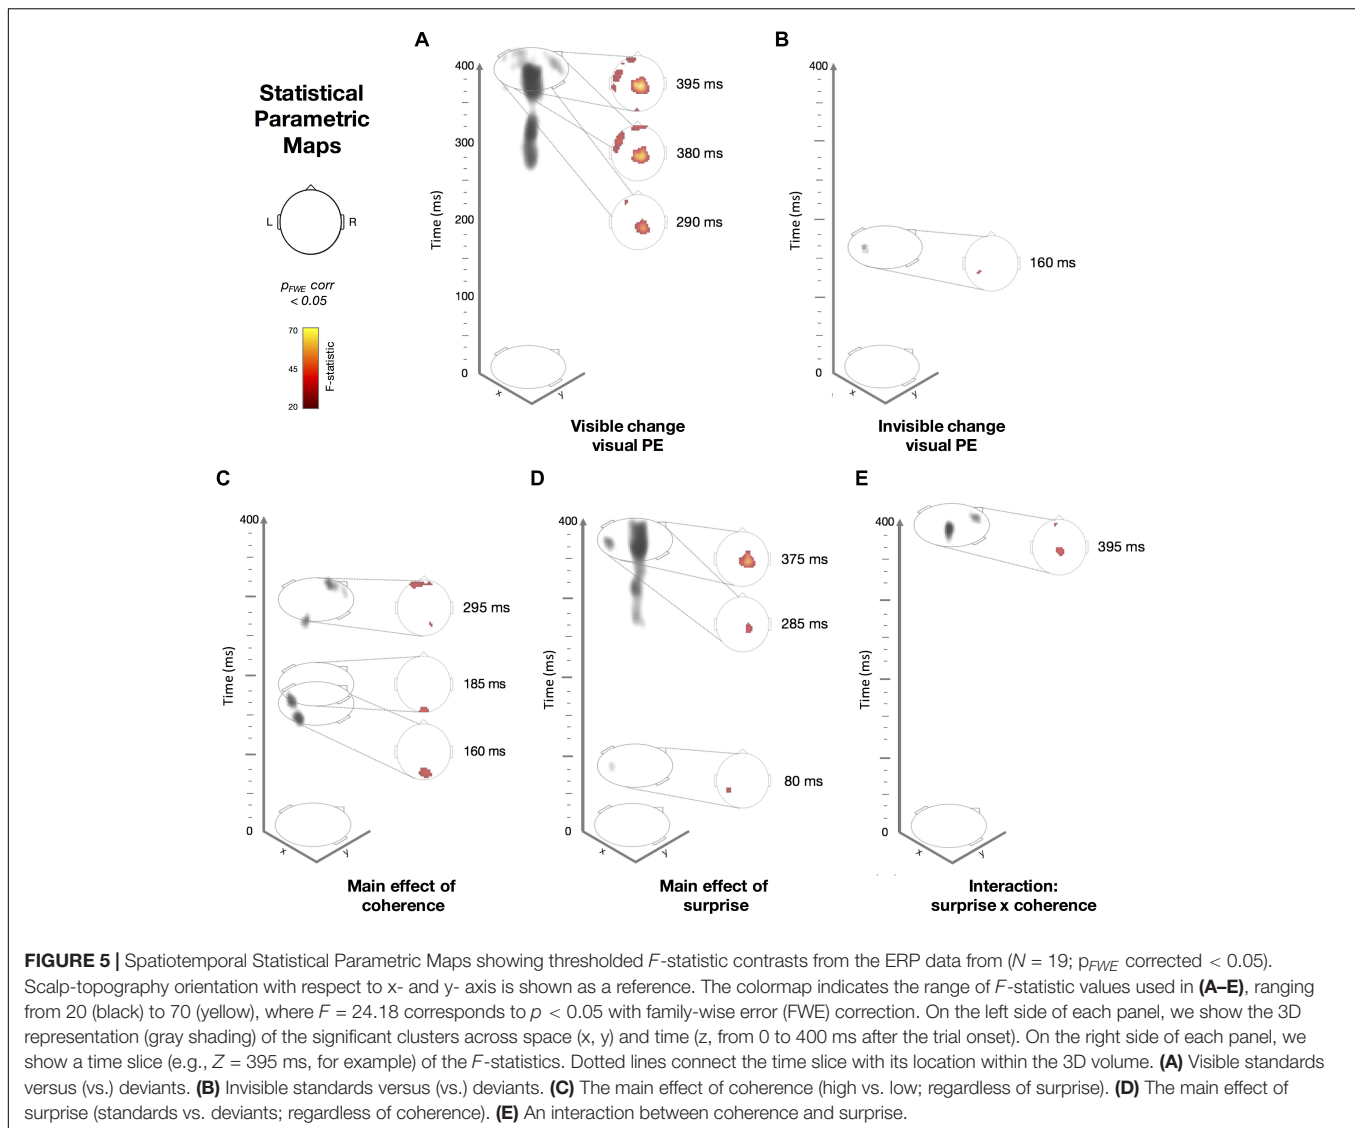 A
B
Statistical
Parametric
Maps
L
R
pFWE corr
< 0.05
70
45
20
F-statistic
400
300
200
100
0
Time (ms)
x
y
395 ms
380 ms
290 ms
Visible change
visual PE
400
300
200
100
0
Time (ms)
x
y
160 ms
Invisible change
visual PE
C
D
E
400
0
Time (ms)
x
y
295 ms
185 ms
160 ms
Main effect of
coherence
400
0
Time (ms)
x
y
375 ms
285 ms
80 ms
Main effect of
surprise
400
0
Time (ms)
x
y
395 ms
Interaction:
surprise x coherence
FIGURE 5 | Spatiotemporal Statistical Parametric Maps showing thresholded F-statistic contrasts from the ERP data from (N = 19; pFWE corrected < 0.05).
Scalp-topography orientation with respect to x- and y- axis is shown as a reference. The colormap indicates the range of F-statistic values used in (A–E), ranging
from 20 (black) to 70 (yellow), where F = 24.18 corresponds to p < 0.05 with family-wise error (FWE) correction. On the left side of each panel, we show the 3D
representation (gray shading) of the significant clusters across space (x, y) and time (z, from 0 to 400 ms after the trial onset). On the right side of each panel, we
show a time slice (e.g., Z = 395 ms, for example) of the F-statistics. Dotted lines connect the time slice with its location within the 3D volume. (A) Visible standards
versus (vs.) deviants. (B) Invisible standards versus (vs.) deviants. (C) The main effect of coherence (high vs. low; regardless of surprise). (D) The main effect of
surprise (standards vs. deviants; regardless of coherence). (E) An interaction between coherence and surprise.